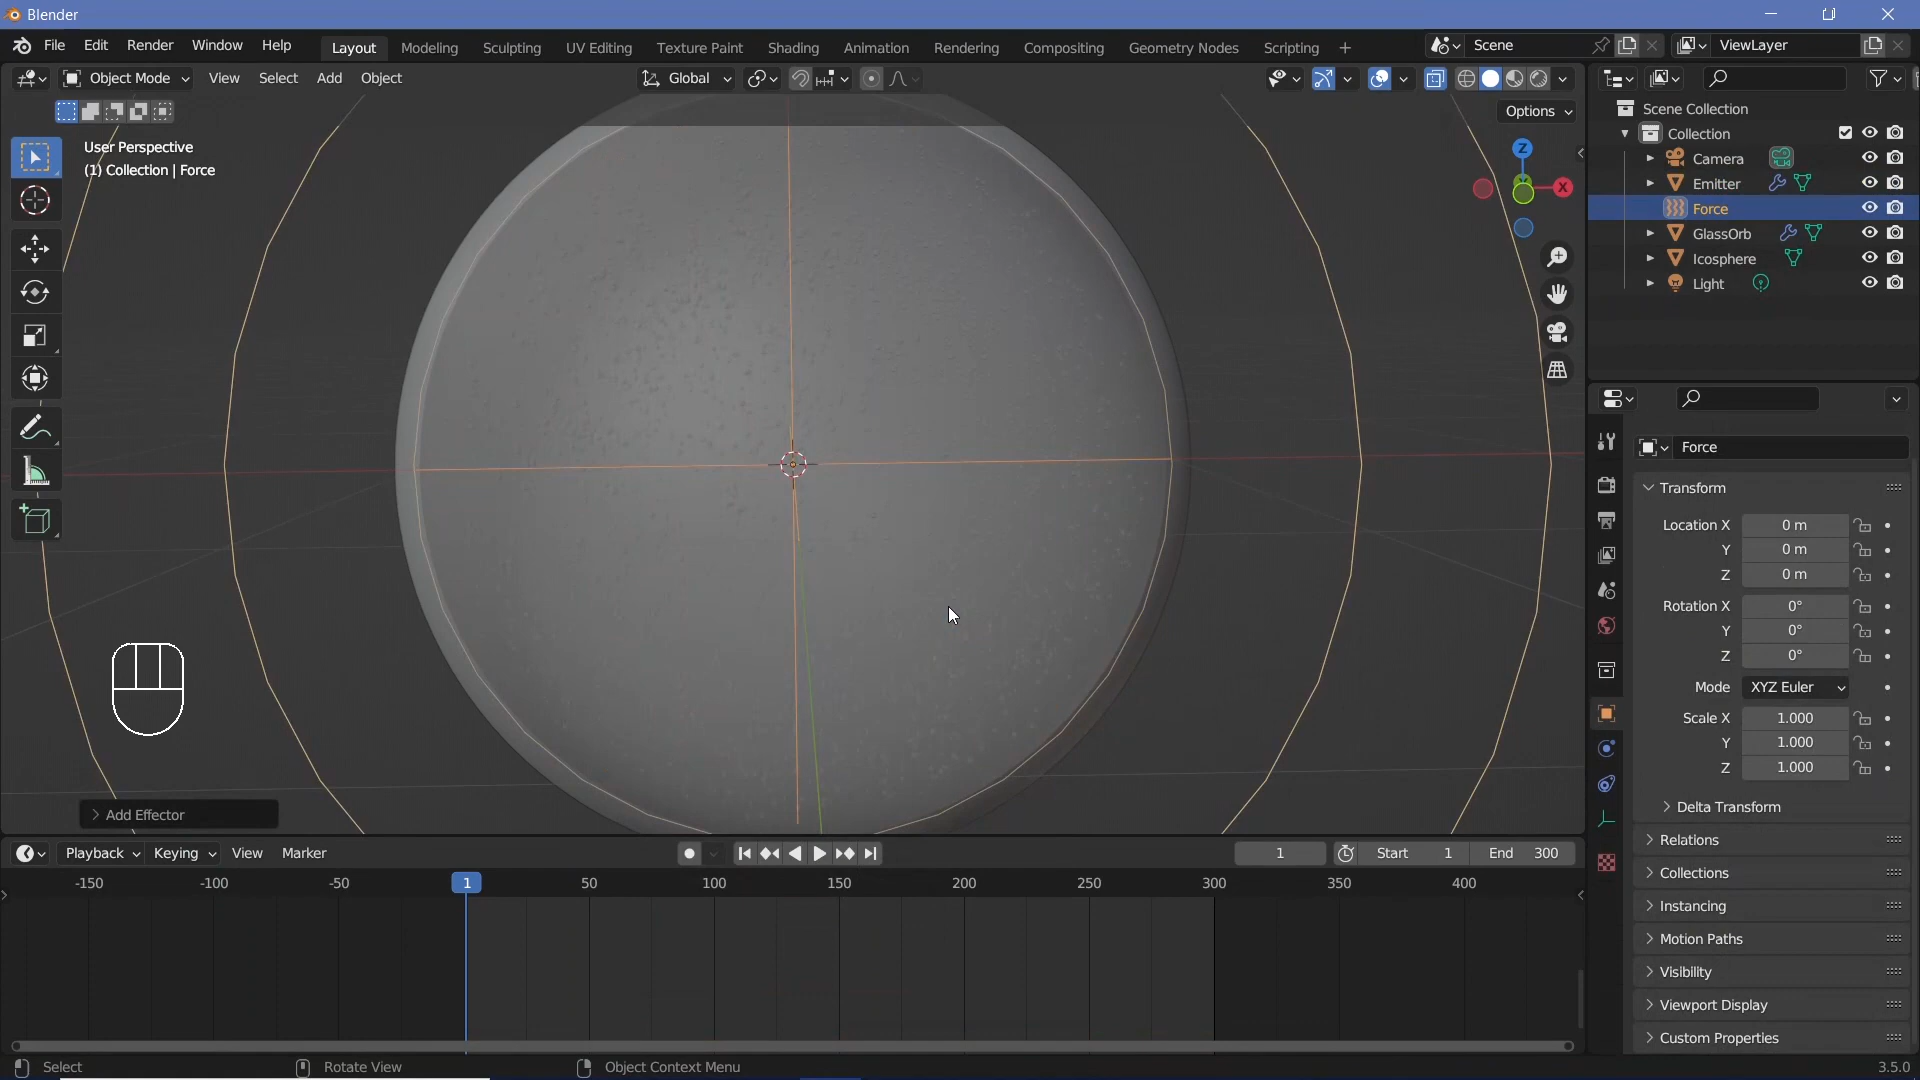 Blender
File Edit Render Window Help
Layout Modeling Sculpting UV Editing Texture Paint Shading Animation Rendering Compositing Geometry Nodes Scripting +
Scene
ViewLayer
Object Mode View Select Add Object
Global
Options
User Perspective
(1) Collection | Force
Z
X
Scene Collection
Collection
Camera
Emitter
Force
GlassOrb
Icosphere
Light
Force
Transform
Location X 0 m
Y 0 m
Z 0 m
Rotation X 0°
Y 0°
Z 0°
Mode XYZ Euler
Scale X 1.000
Y 1.000
Z 1.000
Delta Transform
Relations
Collections
Instancing
Motion Paths
Visibility
Viewport Display
Custom Properties
Add Effector
Playback Keying View Marker
1
Start 1
End 300
-150 -100 -50 1 50 100 150 200 250 300 350 400
Select
Rotate View
Object Context Menu
3.5.0